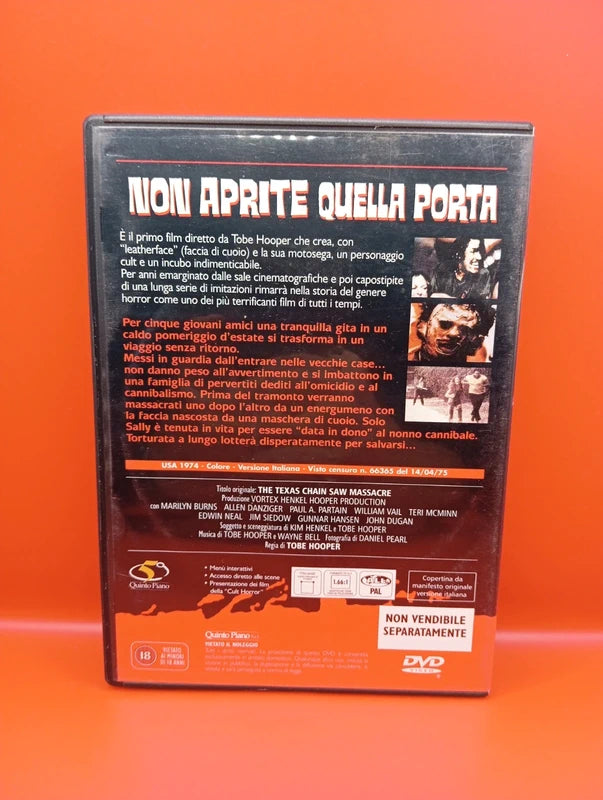 NON APRITE QUELLA PORTA
È il primo film diretto da Tobe Hooper che crea, con
"leatherface" (faccia di cuoio) e la sua motosega, un personaggio
cult e un incubo indimenticabile.
Per anni emarginato dalle sale cinematografiche e poi capostipite
di una lunga serie di imitazioni rimarrà nella storia del genere
horror come uno dei più terrificanti film di tutti i tempi.
Per cinque giovani amici una tranquilla gita in un
caldo pomeriggio d'estate si trasforma in un
viaggio senza ritorno.
Messi in guardia dall'entrare nelle vecchie case...
non danno peso all'avvertimento e si imbattono in
una famiglia di pervertiti dediti all'omicidio e al
cannibalismo. Prima del tramonto verranno
massacrati uno dopo l'altro da un energumeno con
la faccia nascosta da una maschera di cuoio. Solo
Sally è tenuta in vita per essere "data in dono" al nonno cannibale.
Torturata a lungo lotterà disperatamente per salvarsi...
USA 1974 - Colore - Versione Italiana - Visto censura n. 66365 del 14/04/75
Titolo originale: THE TEXAS CHAIN SAW MASSACRE
Produzione VORTEX HENKEL HOOPER PRODUCTION
con MARILYN BURNS ALLEN DANZIGER PAUL A. PARTAIN WILLIAM VAIL TERI MCMINN
EDWIN NEAL JIM SIEDOW GUNNAR HANSEN JOHN DUGAN
Soggetto e sceneggiatura di KIM HENKEL e TOBE HOOPER
Musica di TOBE HOOPER e WAYNE BELL Fotografia di DANIEL PEARL
Regia di TOBE HOOPER
5°
Quinto Piano
• Menù interattivi
• Accesso diretto alle scene
• Presentazione dei film
della "Cult Horror"
1.66:1
PAL
Copertina da
manifesto originale
versione italiana
NON VENDIBILE
SEPARATAMENTE
18
VIETATO
AI MINORI
DI 18 ANNI
Quinto Piano
VIETATO IL NOLEGGIO
DVD
VIDEO